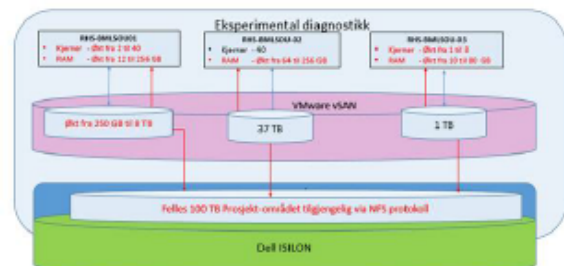 Eksperimental diagnostikk
RHS-BMLSOU01
• Kjerner - Økt fra 2 til 40
• RAM - Økt fra 12 til 256 GB
RHS-BMLSOU-02
• Kjerner - 40
• RAM - Økt fra 64 til 256 GB
RHS-BMLSOU-03
• Kjerner - Økt fra 1 til 8
• RAM - Økt fra 10 til 80 GB
VMware vSAN
Økt fra 250 GB til 8 TB
37 TB
1 TB
Felles 100 TB Prosjekt-området tilgjengelig via NFS protokoll
Dell ISILON